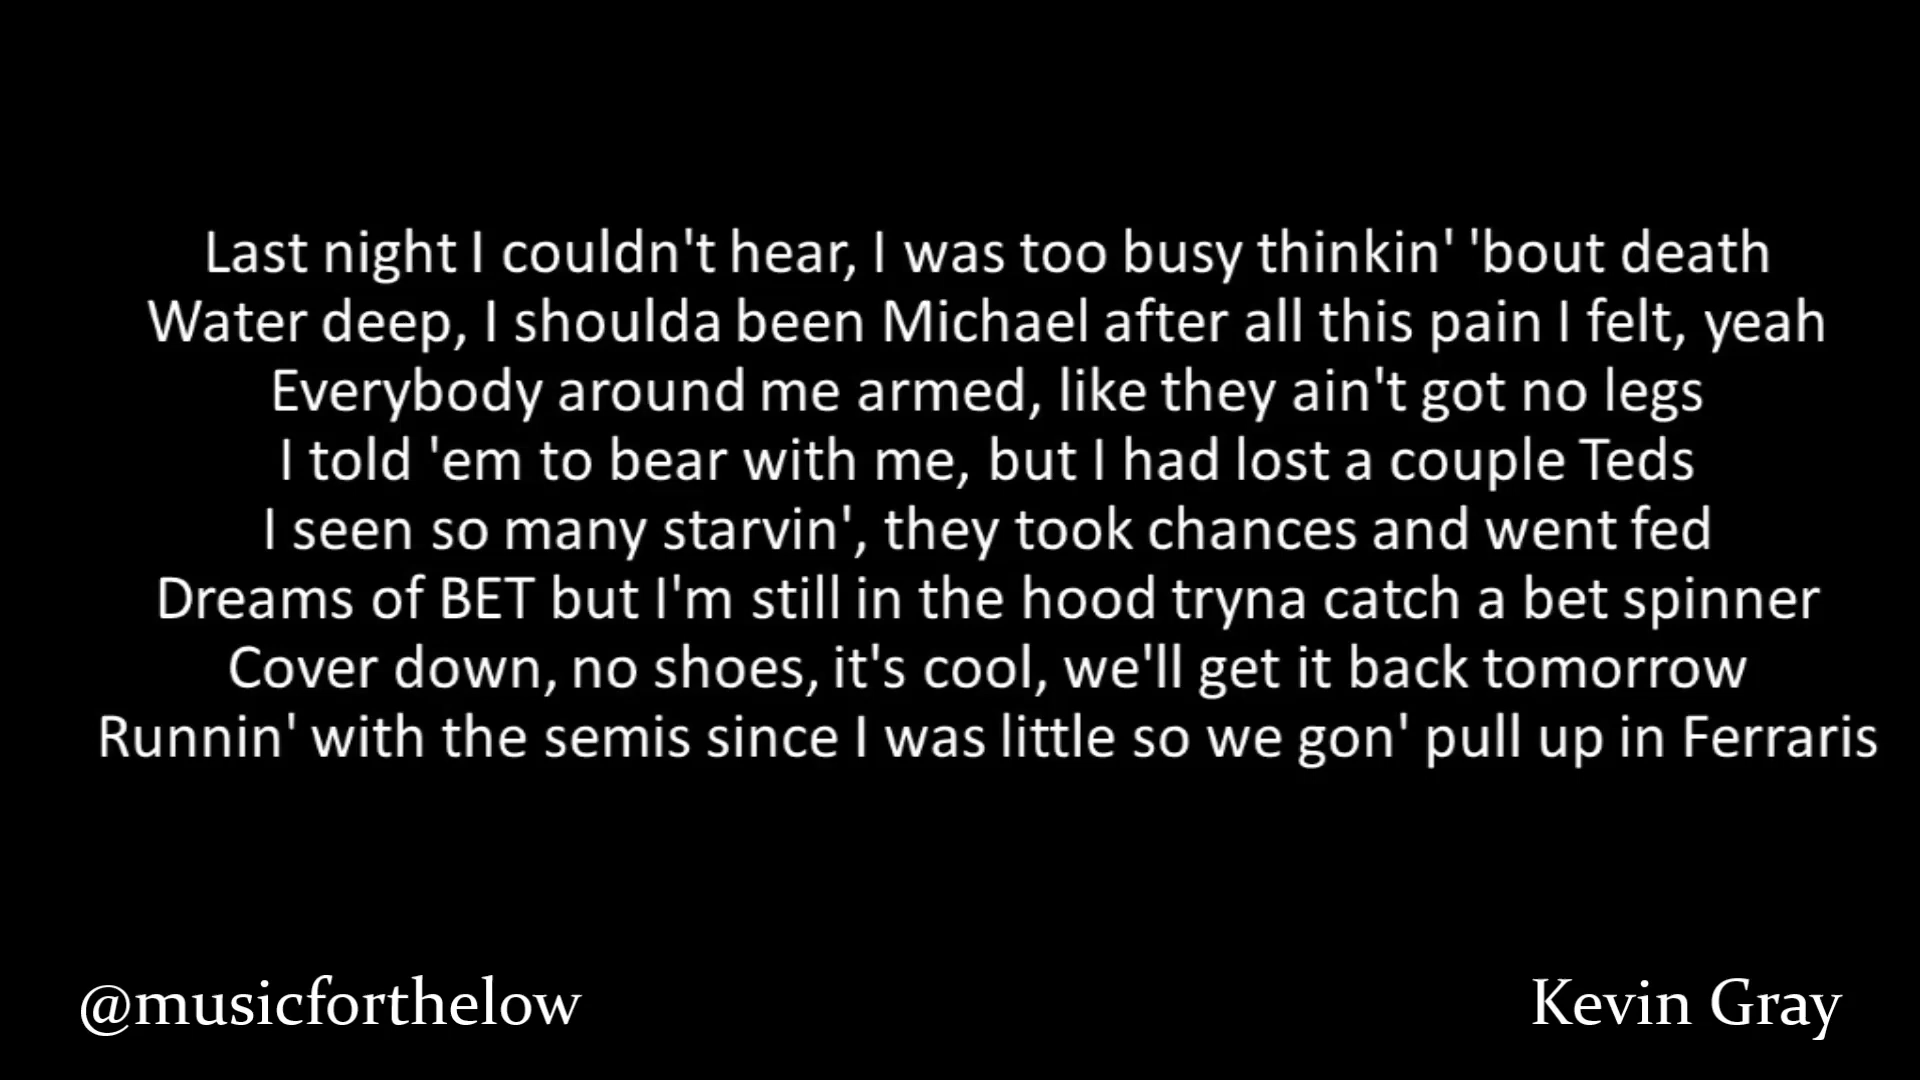 Last night I couldn't hear, I was too busy thinkin' 'bout death
Water deep, I shoulda been Michael after all this pain I felt, yeah
Everybody around me armed, like they ain't got no legs
I told 'em to bear with me, but I had lost a couple Teds
I seen so many starvin', they took chances and went fed
Dreams of BET but I'm still in the hood tryna catch a bet spinner
Cover down, no shoes, it's cool, we'll get it back tomorrow
Runnin' with the semis since I was little so we gon' pull up in Ferraris
@musicforthelow
Kevin Gray